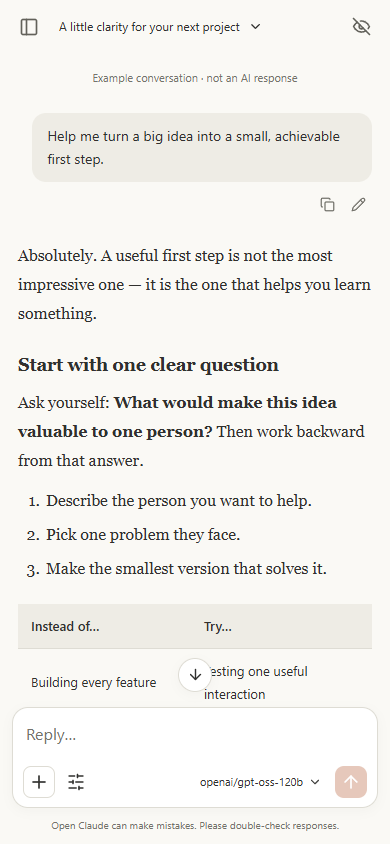 A little clarity for your next project
Example conversation · not an AI response
Help me turn a big idea into a small, achievable
first step.
Absolutely. A useful first step is not the most
impressive one — it is the one that helps you learn
something.
Start with one clear question
Ask yourself: What would make this idea
valuable to one person? Then work backward
from that answer.
1. Describe the person you want to help.
2. Pick one problem they face.
3. Make the smallest version that solves it.
Instead of... Try...
Building every feature
esting one useful
interaction
Reply...
openai/gpt-oss-120b
Open Claude can make mistakes. Please double-check responses.